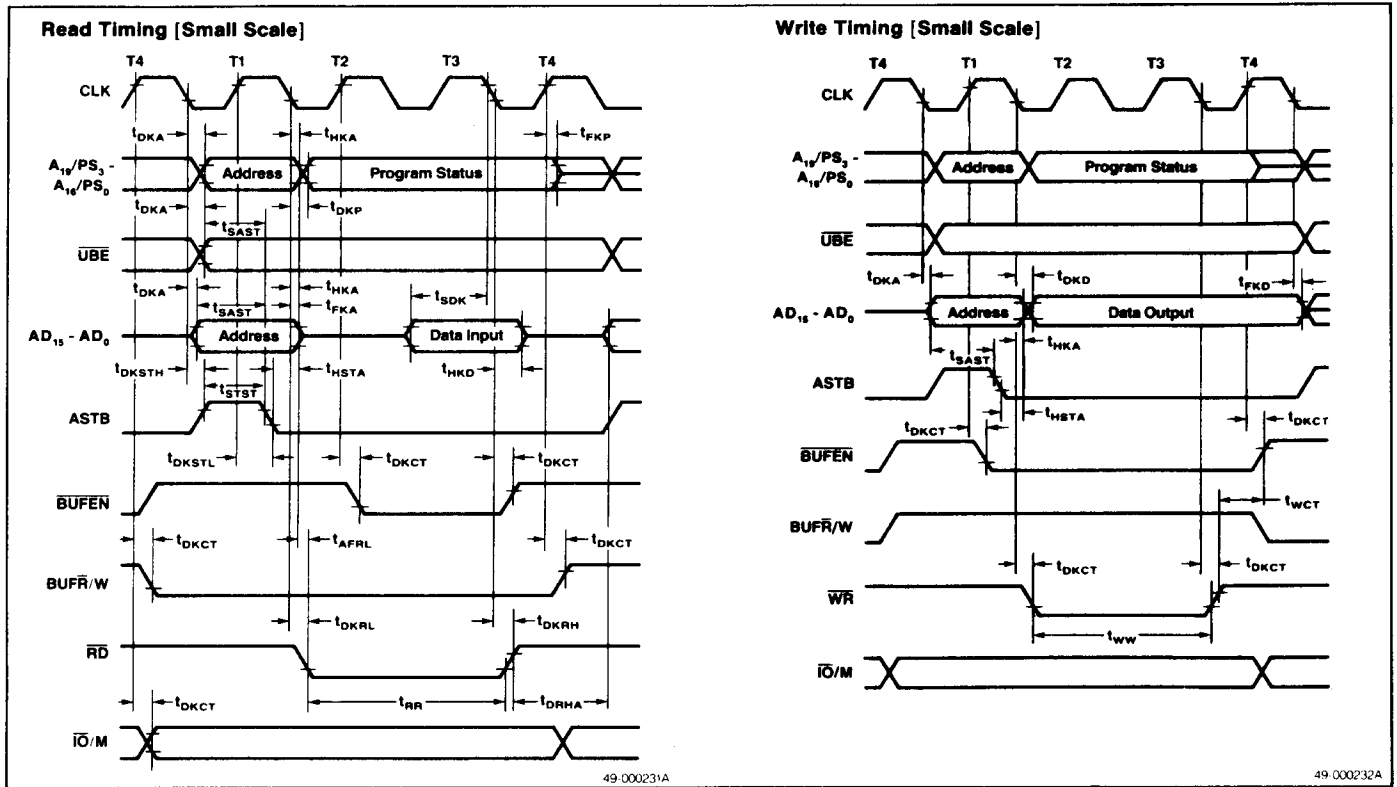 Read Timing [Small Scale]
T4 T1 T2 T3 T4
CLK
tDKA tHKA tFKP
A19/PS3 -
A16/PS0
Address Program Status
tDKA tDKP
tSAST
UBE
tDKA tHKA
tSAST tFKA tSDK
AD15 - AD0 Address Data Input
tDKSTH tHSTA tHKD
tSTST
ASTB
tDKSTL tDKCT tDKCT
BUFEN
tDKCT tAFRL tDKCT
BUFR/W
tDKRL tDKRH
RD
tDKCT tRR tDRHA
IO/M
49-000231A
Write Timing [Small Scale]
T4 T1 T2 T3 T4
CLK
A19/PS3 -
A16/PS0
Address Program Status
UBE
tDKA tDKD tFKD
AD15 - AD0 Address Data Output
tHKA
tSAST
ASTB
tHSTA
tDKCT tDKCT
BUFEN
tWCT
BUFR/W
tDKCT tDKCT
WR
tWW
IO/M
49-000232A